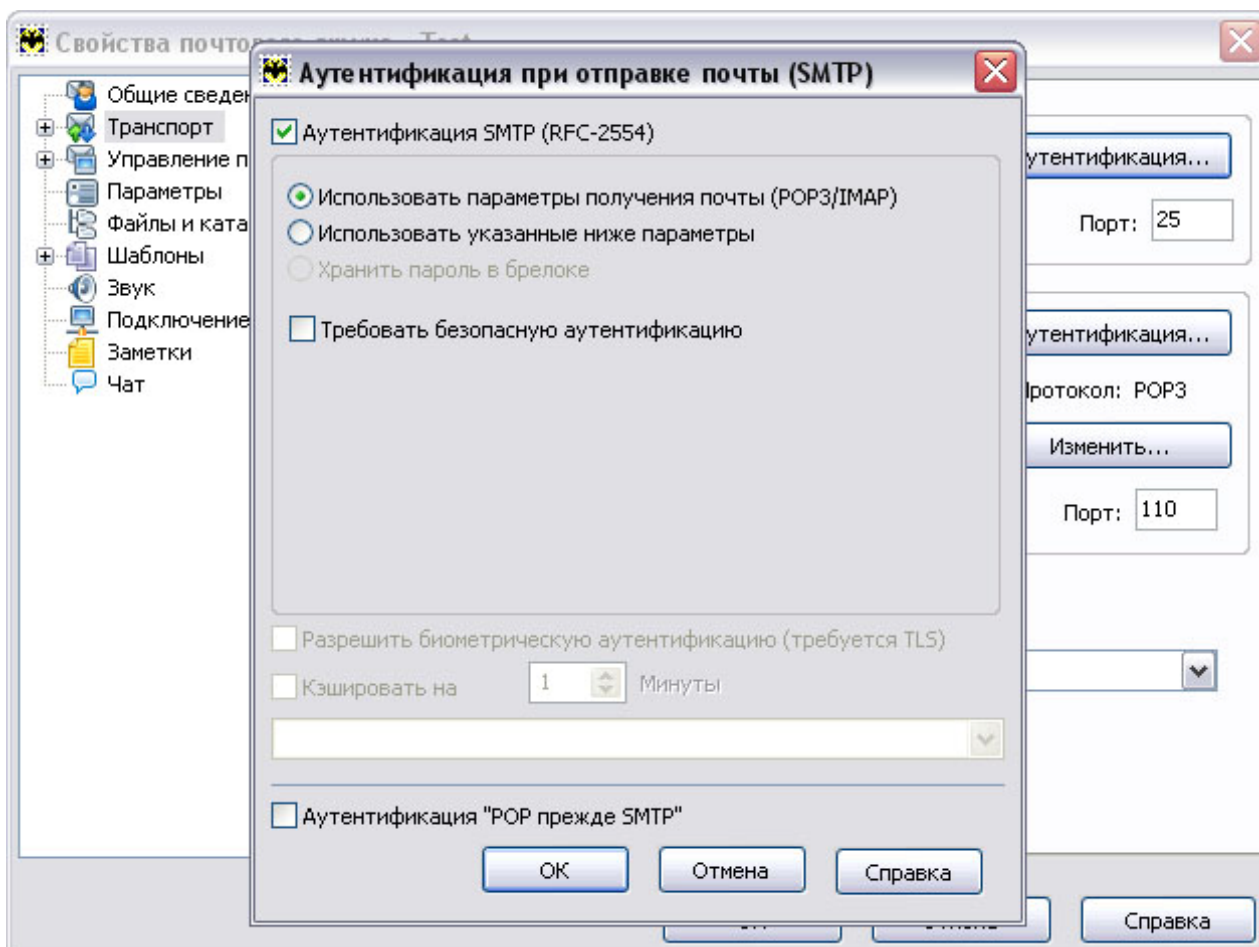 Свойства почтового ящика - Test
Аутентификация при отправке почты (SMTP)
Общие сведен
Транспорт
Управление п
Параметры
Файлы и ката
Шаблоны
Звук
Подключение
Заметки
Чат
Аутентификация SMTP (RFC-2554)
Использовать параметры получения почты (POP3/IMAP)
Использовать указанные ниже параметры
Хранить пароль в брелоке
Требовать безопасную аутентификацию
Разрешить биометрическую аутентификацию (требуется TLS)
Кэшировать на 1 Минуты
Аутентификация "POP прежде SMTP"
OK Отмена Справка
утентификация...
Порт: 25
утентификация...
Протокол: POP3
Изменить...
Порт: 110
Справка